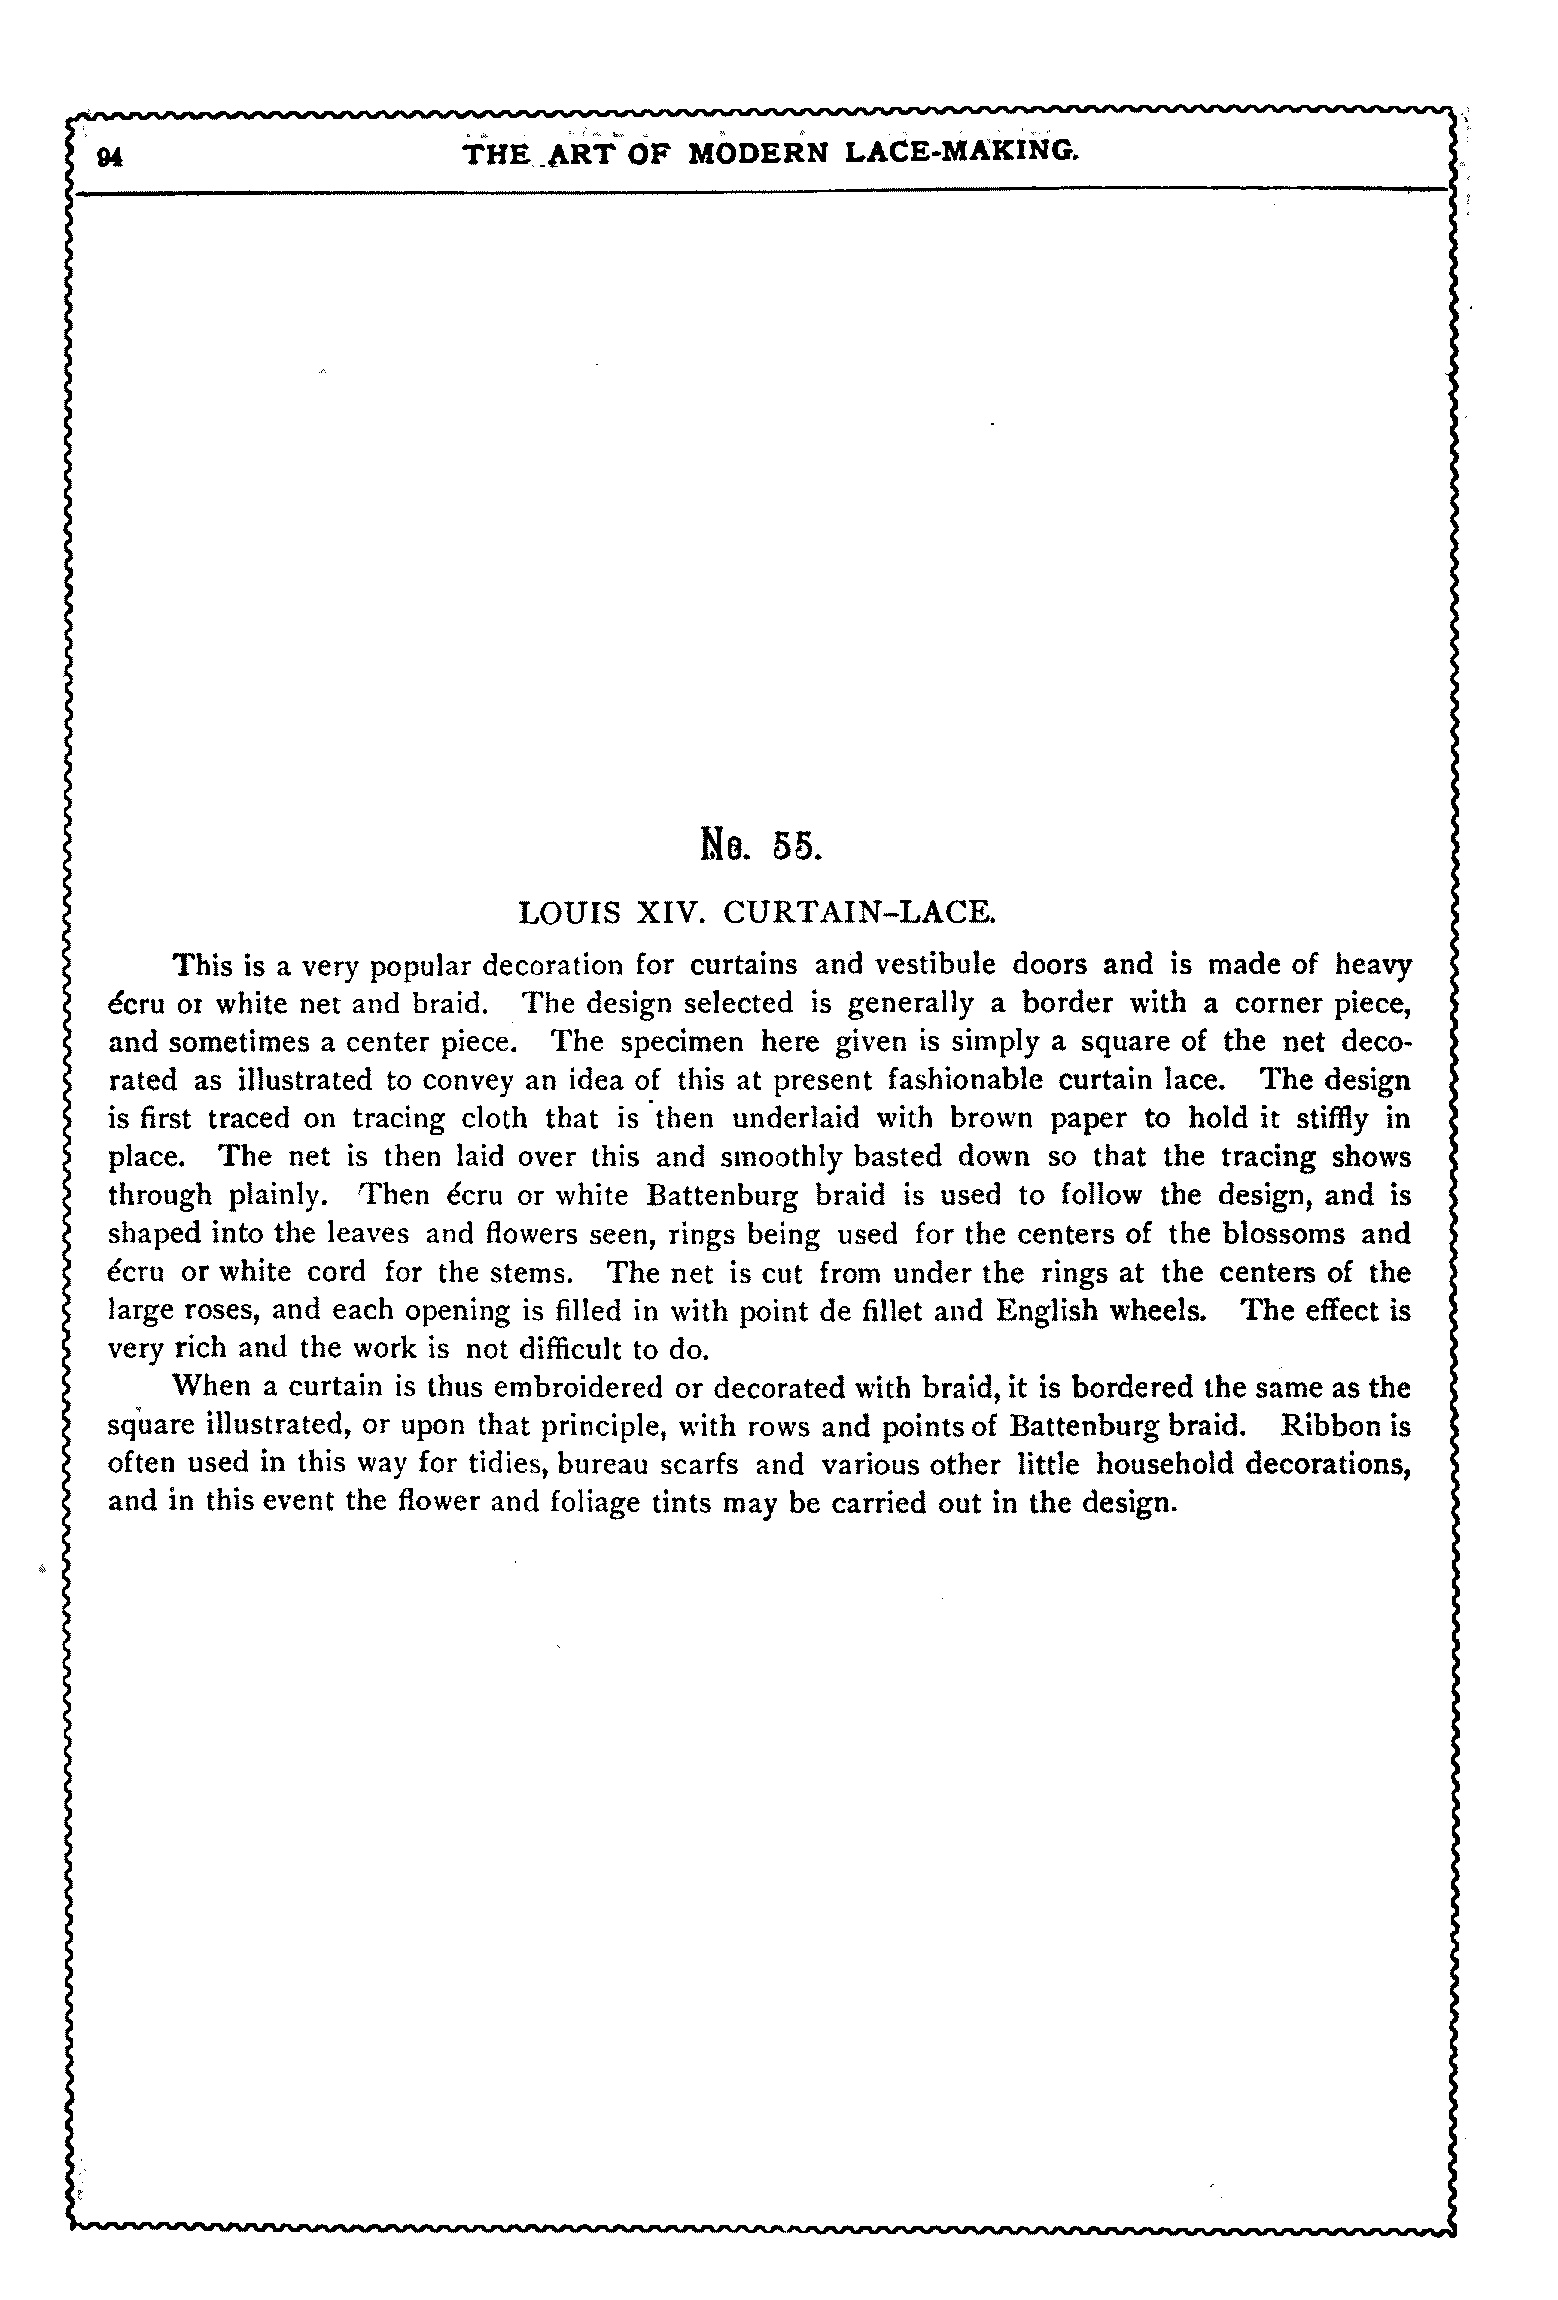 94
THE ART OF MODERN LACE-MAKING.
No. 55.
LOUIS XIV. CURTAIN-LACE.
This is a very popular decoration for curtains and vestibule doors and is made of heavy
écru or white net and braid. The design selected is generally a border with a corner piece,
and sometimes a center piece. The specimen here given is simply a square of the net deco-
rated as illustrated to convey an idea of this at present fashionable curtain lace. The design
is first traced on tracing cloth that is then underlaid with brown paper to hold it stiffly in
place. The net is then laid over this and smoothly basted down so that the tracing shows
through plainly. Then écru or white Battenburg braid is used to follow the design, and is
shaped into the leaves and flowers seen, rings being used for the centers of the blossoms and
écru or white cord for the stems. The net is cut from under the rings at the centers of the
large roses, and each opening is filled in with point de fillet and English wheels. The effect is
very rich and the work is not difficult to do.
When a curtain is thus embroidered or decorated with braid, it is bordered the same as the
square illustrated, or upon that principle, with rows and points of Battenburg braid. Ribbon is
often used in this way for tidies, bureau scarfs and various other little household decorations,
and in this event the flower and foliage tints may be carried out in the design.